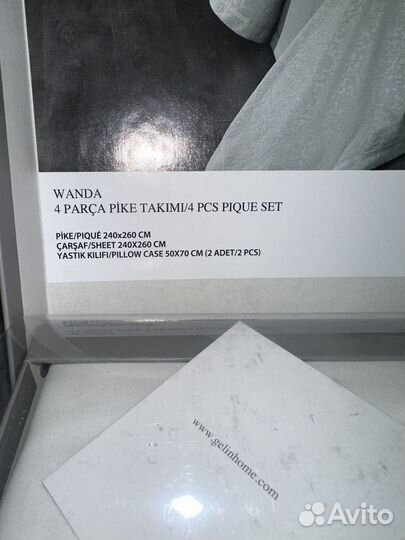 WANDA
4 PARÇA PİKE TAKIMI/4 PCS PIQUE SET
PİKE/PIQUÉ 240x260 CM
ÇARŞAF/SHEET 240X260 CM
YASTIK KILIFI/PILLOW CASE 50X70 CM (2 ADET/2 PCS)
www.gelinhome.com
Avito